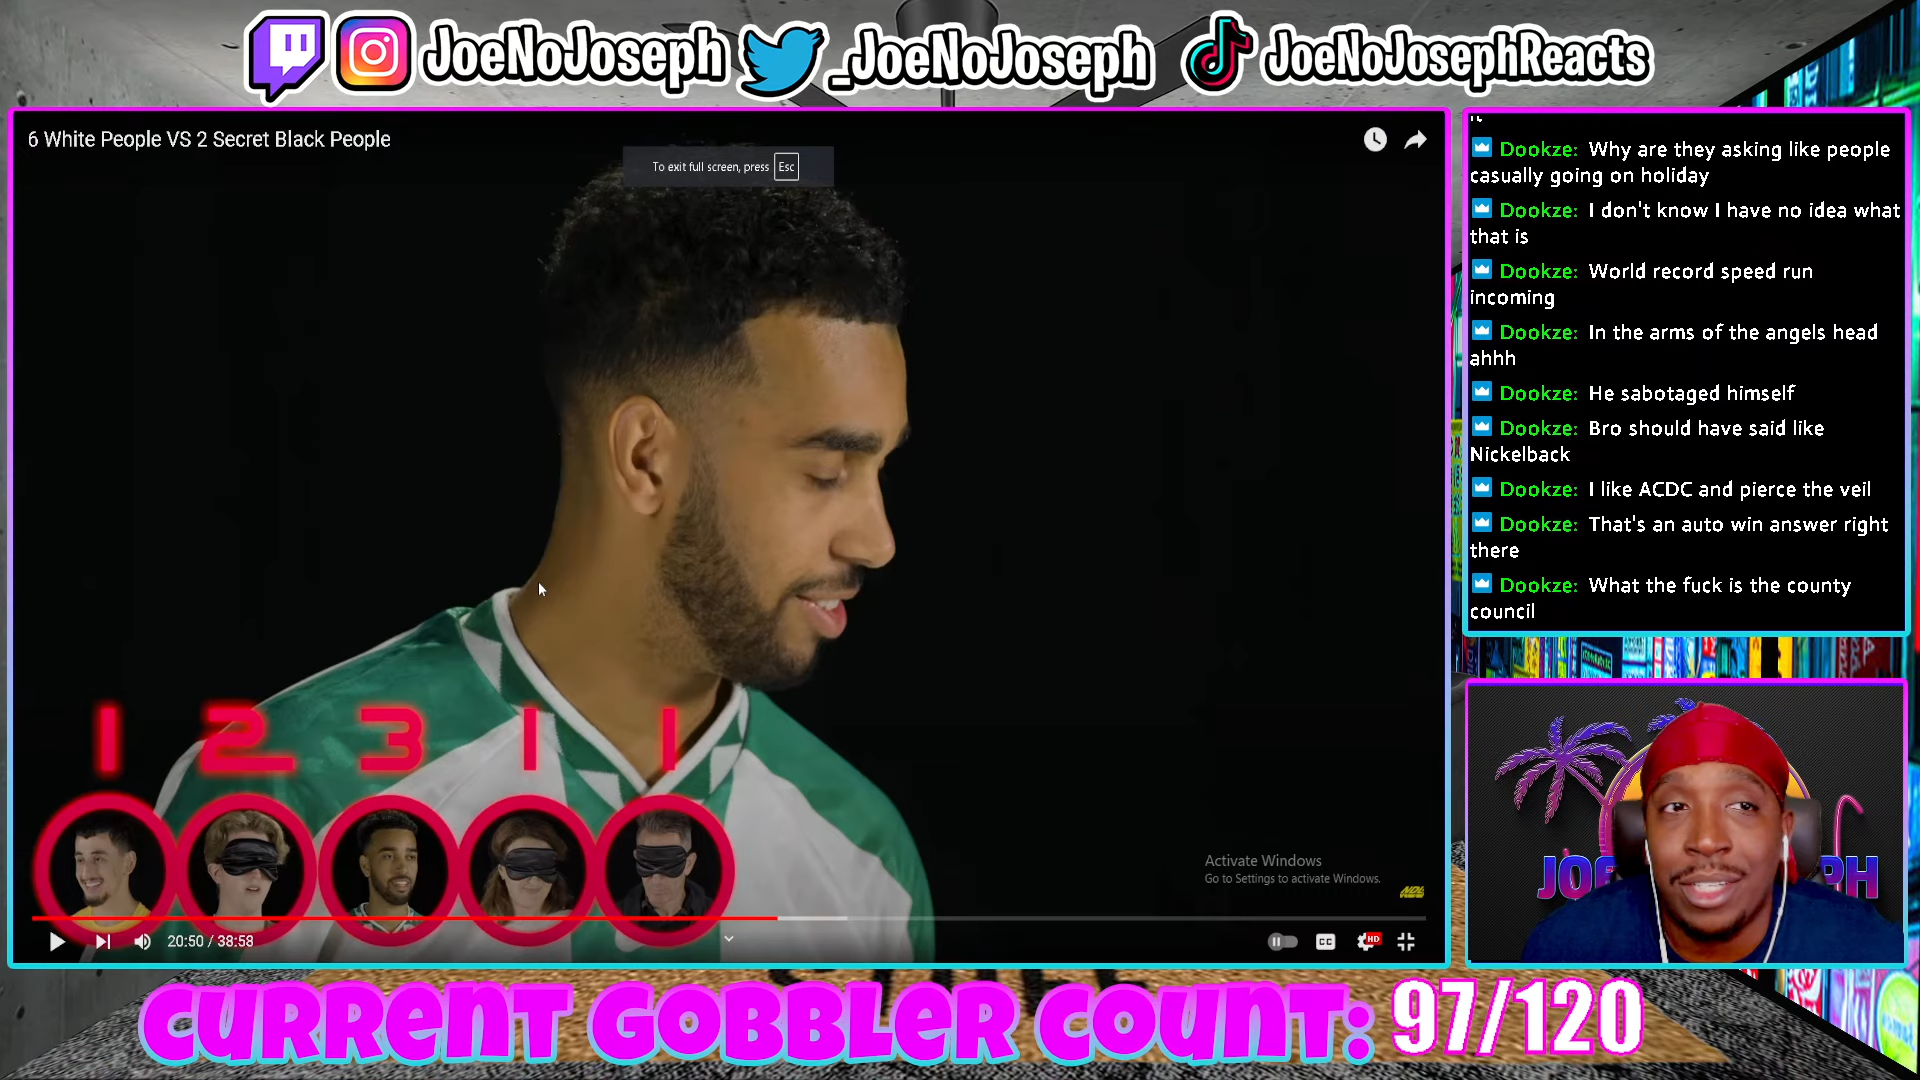 JoeNoJoseph
_JoeNoJoseph
JoeNoJosephReacts
6 White People VS 2 Secret Black People
To exit full screen, press Esc
Dookze: Why are they asking like people
casually going on holiday
Dookze: I don't know I have no idea what
that is
Dookze: World record speed run
incoming
Dookze: In the arms of the angels head
ahhh
Dookze: He sabotaged himself
Dookze: Bro should have said like
Nickelback
Dookze: I like ACDC and pierce the veil
Dookze: That's an auto win answer right
there
Dookze: What the fuck is the county
council
1 2 3 1 1
Activate Windows
Go to Settings to activate Windows.
20:50 / 38:58
CC
HD
CURRENT GOBBLER COUNT: 97/120